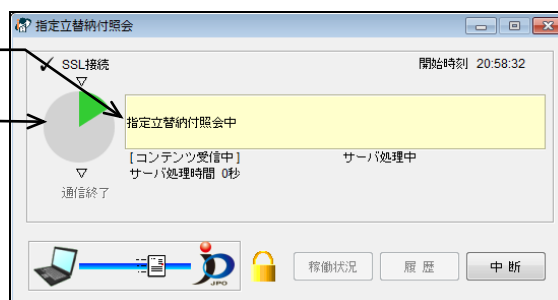 指定立替納付照会
✓ SSL接続
開始時刻 20:58:32
▽
指定立替納付照会中
[コンテンツ受信中]
サーバ処理中
▽
サーバ処理時間 0秒
通信終了
JPO
稼働状況
履 歴
中 断